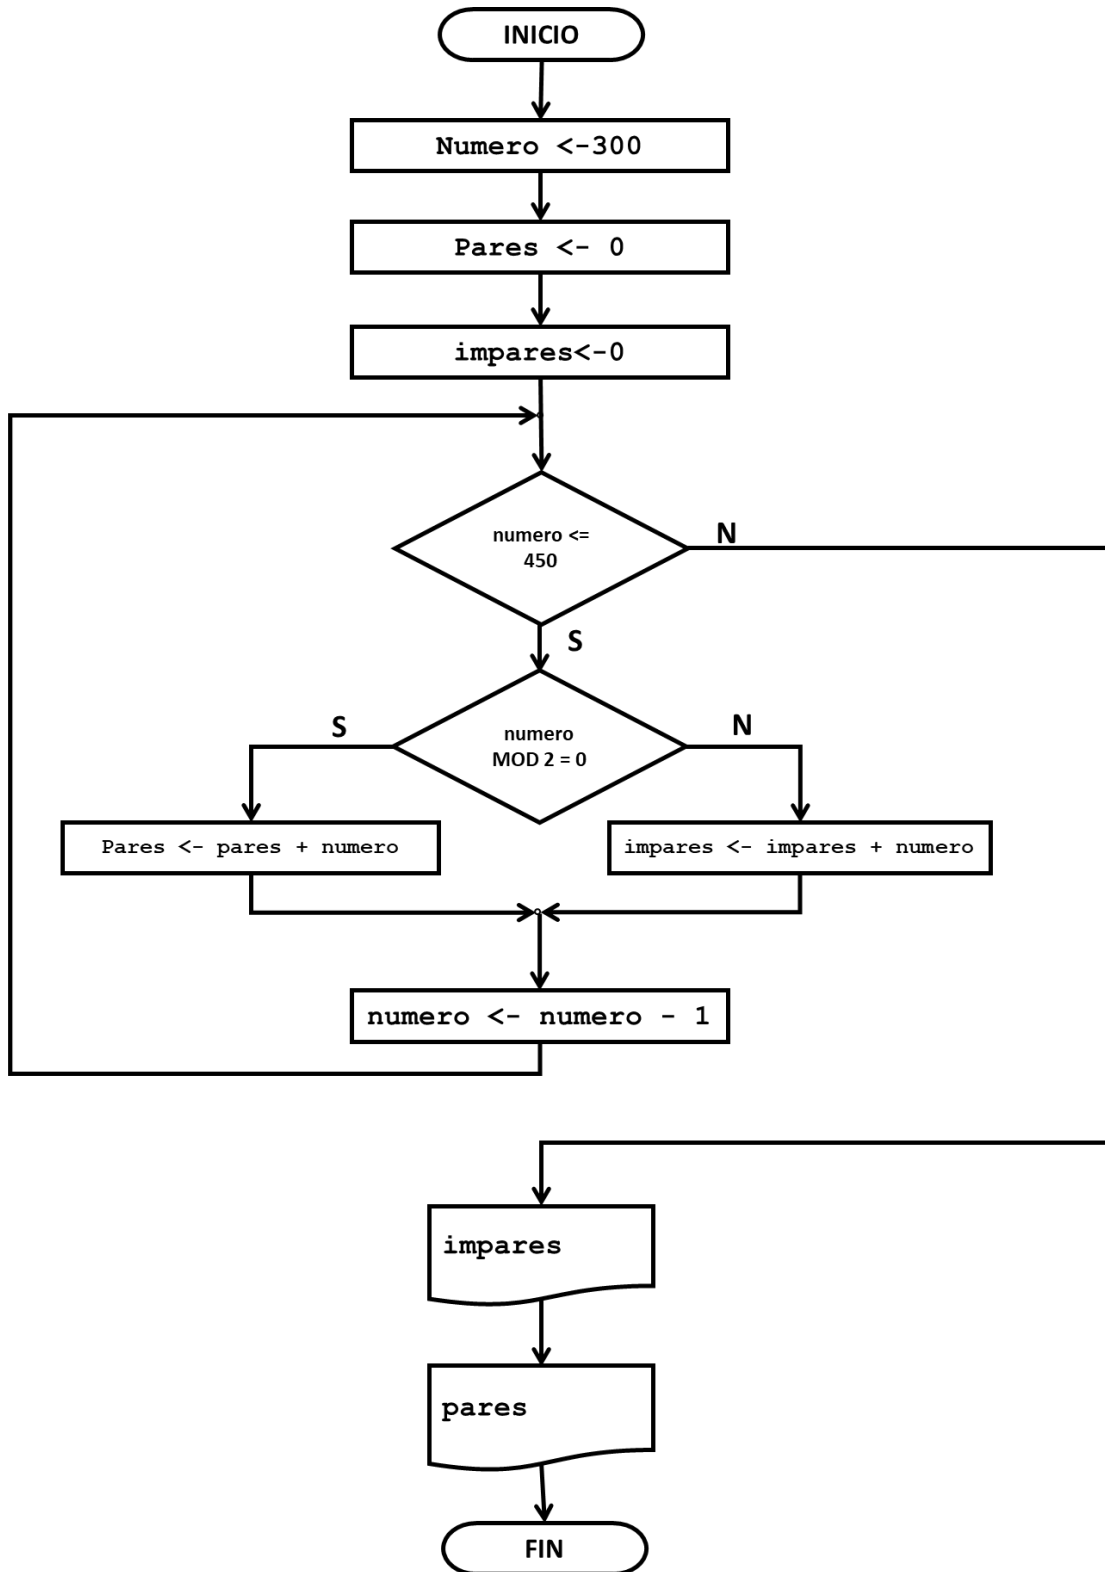 INICIO
Numero <-300
Pares <- 0
impares<-0
numero <=
450
N
S
numero
MOD 2 = 0
S
N
Pares <- pares + numero
impares <- impares + numero
numero <- numero - 1
impares
pares
FIN